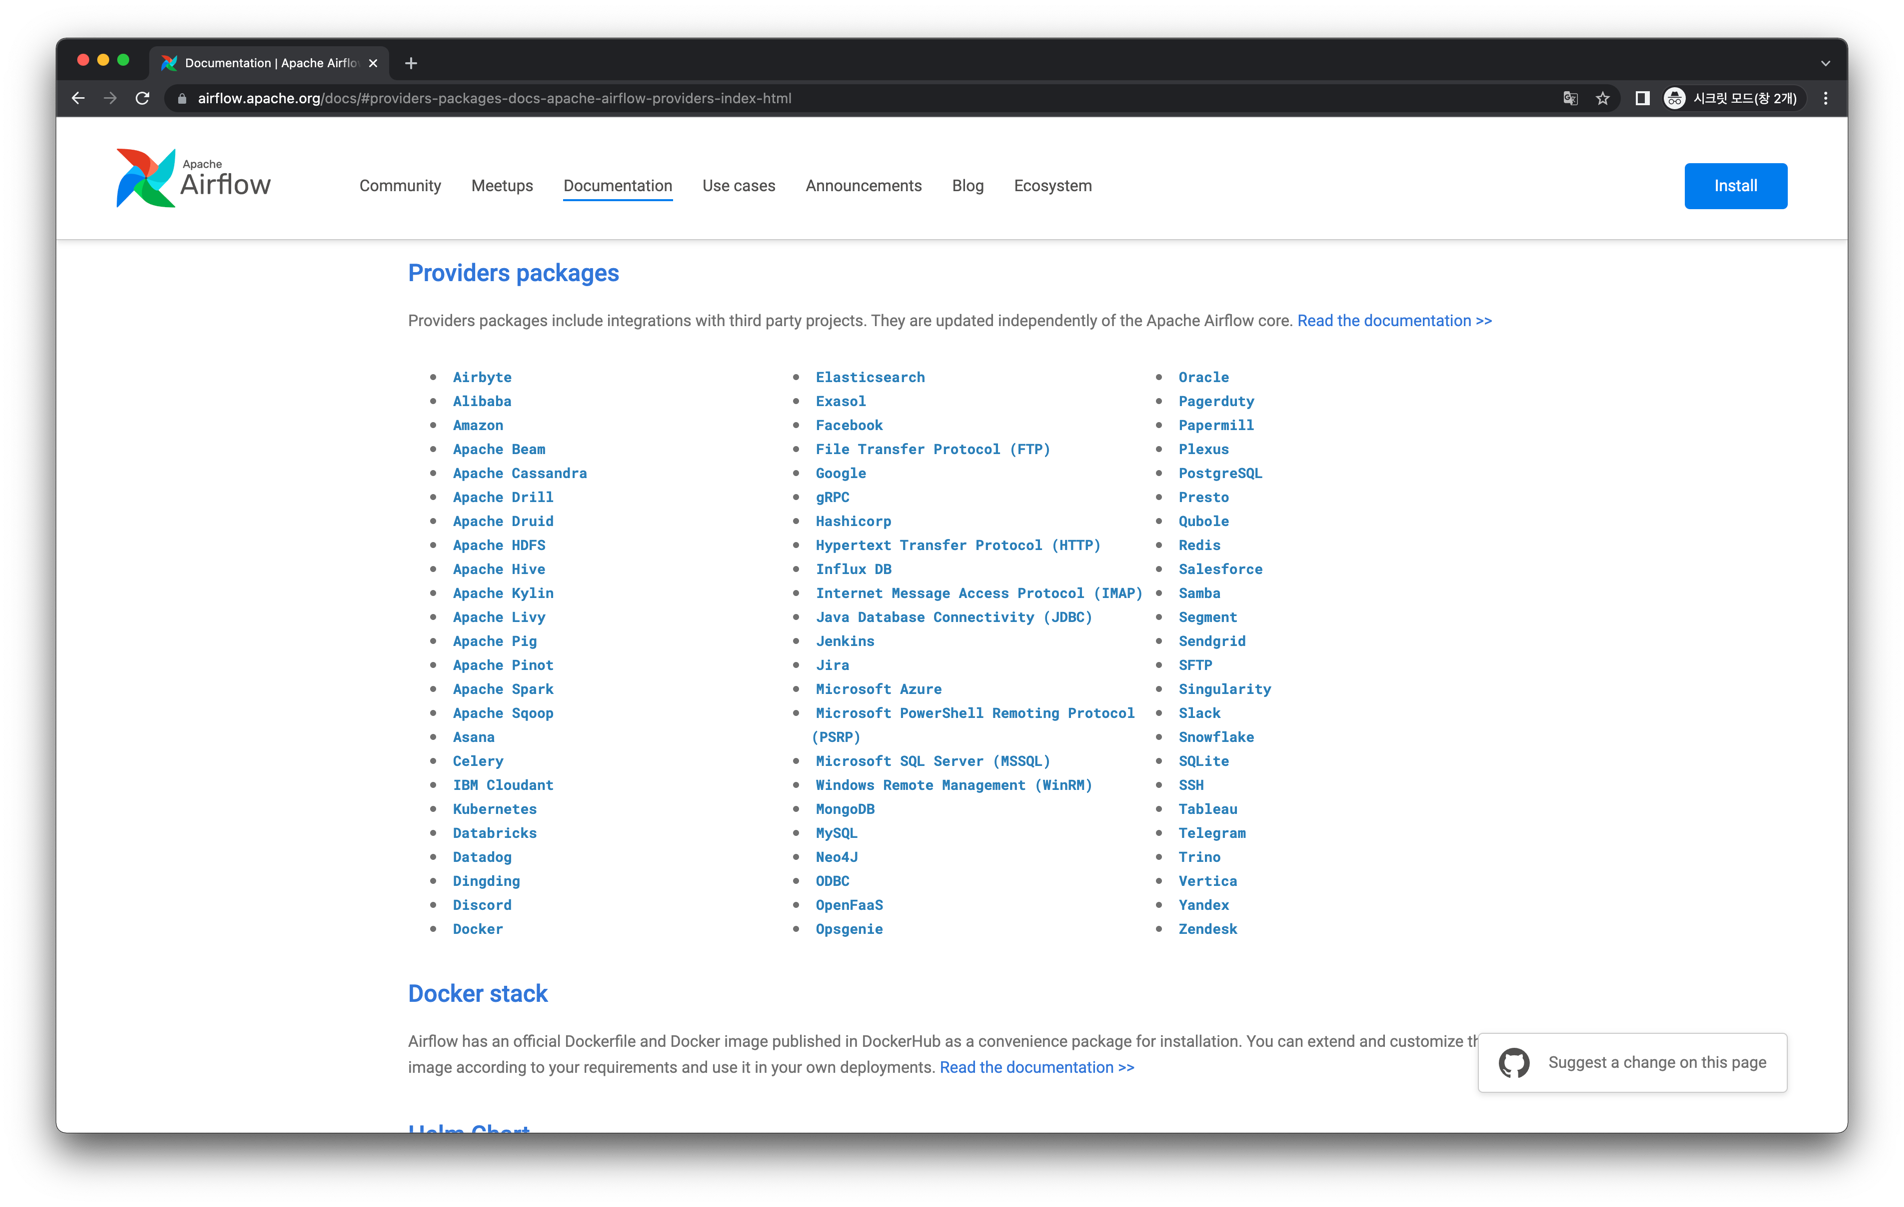 Documentation | Apache Airflo
airflow.apache.org/docs/#providers-packages-docs-apache-airflow-providers-index-html
시크릿 모드(창 2개)
Apache
Airflow
Community
Meetups
Documentation
Use cases
Announcements
Blog
Ecosystem
Install
Providers packages
Providers packages include integrations with third party projects. They are updated independently of the Apache Airflow core. Read the documentation >>
Airbyte
Alibaba
Amazon
Apache Beam
Apache Cassandra
Apache Drill
Apache Druid
Apache HDFS
Apache Hive
Apache Kylin
Apache Livy
Apache Pig
Apache Pinot
Apache Spark
Apache Sqoop
Asana
Celery
IBM Cloudant
Kubernetes
Databricks
Datadog
Dingding
Discord
Docker
Elasticsearch
Exasol
Facebook
File Transfer Protocol (FTP)
Google
gRPC
Hashicorp
Hypertext Transfer Protocol (HTTP)
Influx DB
Internet Message Access Protocol (IMAP)
Java Database Connectivity (JDBC)
Jenkins
Jira
Microsoft Azure
Microsoft PowerShell Remoting Protocol
(PSRP)
Microsoft SQL Server (MSSQL)
Windows Remote Management (WinRM)
MongoDB
MySQL
Neo4J
ODBC
OpenFaaS
Opsgenie
Oracle
Pagerduty
Papermill
Plexus
PostgreSQL
Presto
Qubole
Redis
Salesforce
Samba
Segment
Sendgrid
SFTP
Singularity
Slack
Snowflake
SQLite
SSH
Tableau
Telegram
Trino
Vertica
Yandex
Zendesk
Docker stack
Airflow has an official Dockerfile and Docker image published in DockerHub as a convenience package for installation. You can extend and customize th
image according to your requirements and use it in your own deployments. Read the documentation >>
Suggest a change on this page
Helm Chart